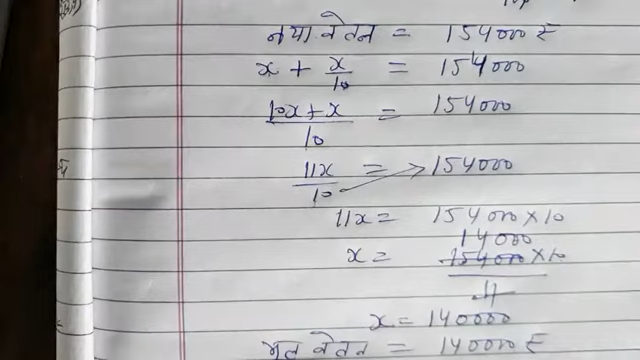 नया वेतन = 154000₹
x + x/10 = 154000
10x+x/10 = 154000
11x/10 = 154000
11x = 154000×10
14000
x = 154000×10/11
x = 140000
मूल वेतन = 140000₹